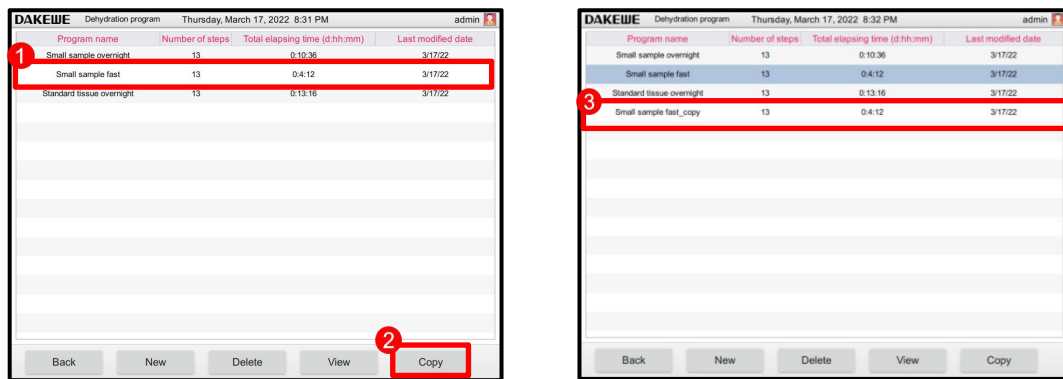 DAKEWE Dehydration program Thursday, March 17, 2022 8:31 PM admin
Program name Number of steps Total elapsing time (d:hh:mm) Last modified date
1
Small sample overnight 13 0:10:36 3/17/22
Small sample fast 13 0:4:12 3/17/22
Standard tissue overnight 13 0:13:16 3/17/22
2
Back New Delete View Copy
DAKEWE Dehydration program Thursday, March 17, 2022 8:32 PM admin
Program name Number of steps Total elapsing time (d:hh:mm) Last modified date
Small sample overnight 13 0:10:36 3/17/22
Small sample fast 13 0:4:12 3/17/22
Standard tissue overnight 13 0:13:16 3/17/22
3
Small sample fast_copy 13 0:4:12 3/17/22
Back New Delete View Copy